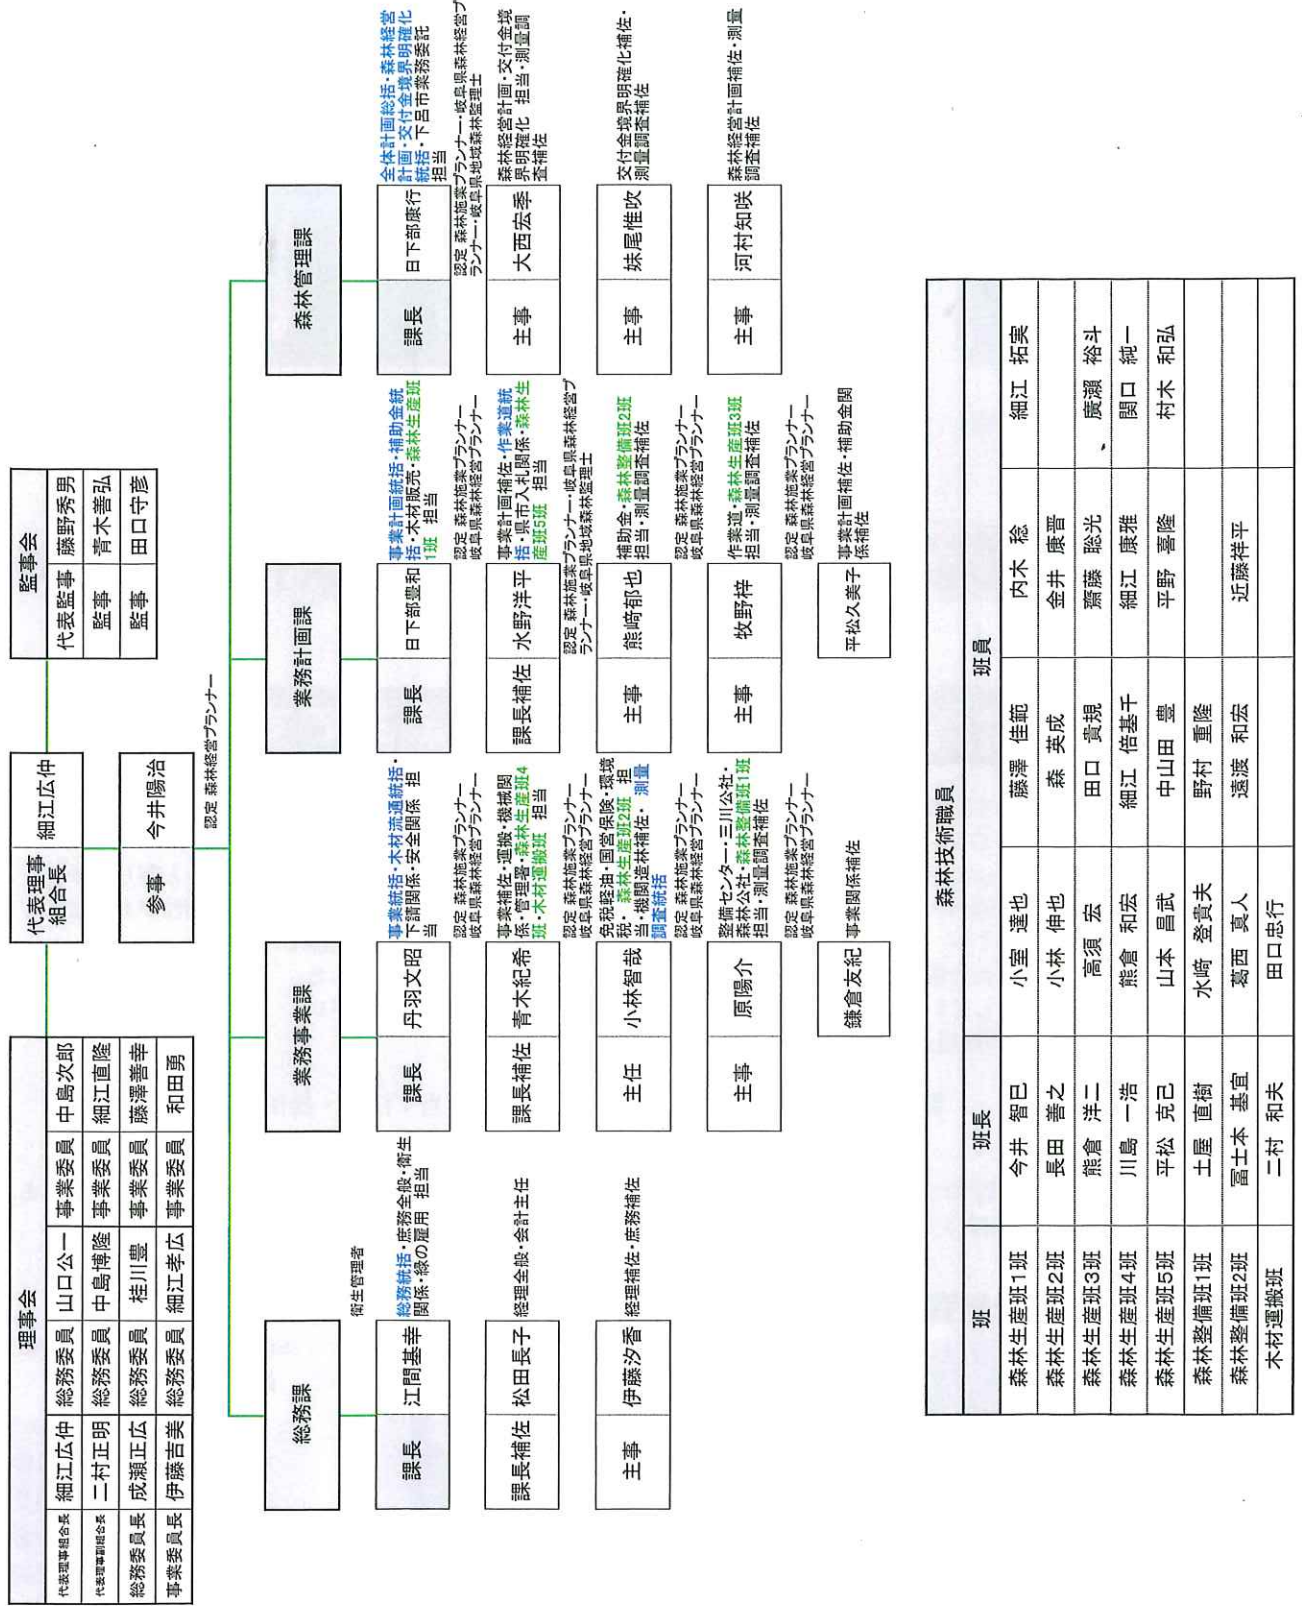 理事会
代表理事組合長 細江広仲 総務委員 山口公一 事業委員 中島次郎
代表理事副組合長 二村正明 総務委員 中島博隆 事業委員 細江直隆
総務委員長 成瀬正広 総務委員 桂川豊 事業委員 藤澤善幸
事業委員長 伊藤吉美 総務委員 細江孝広 事業委員 和田勇
代表理事
組合長
細江広仲
参事 今井陽治
認定 森林経営プランナー
監事会
代表監事 藤野秀男
監事 青木善弘
監事 田口守彦
総務課
衛生管理者
課長 江間基幸
総務統括・庶務全般・衛生
関係・緑の雇用 担当
課長補佐 松田長子 経理全般・会計主任
主事 伊藤汐香 経理補佐・庶務補佐
業務事業課
課長 丹羽文昭
事業統括・木材流通統括・
下請関係・安全関係 担
当
認定 森林施業プランナー
岐阜県森林経営プランナー
課長補佐 青木紀希
事業補佐・運搬・機械関
係・管理署・森林生産班4
班・木材運搬班 担当
認定 森林施業プランナー
岐阜県森林経営プランナー
主任 小林智哉
免税軽油・国営保険・環境
税・ 森林生産班2班 担
当・機関造林補佐・ 測量
調査統括
認定 森林施業プランナー
岐阜県森林経営プランナー
主事 原陽介
整備センター・三川公社・
森林公社・森林整備班1班
担当・測量調査補佐
認定 森林施業プランナー
岐阜県森林経営プランナー
鎌倉友紀 事業関係補佐
業務計画課
課長 日下部豊和
事業計画統括・補助金統
括・木材販売・森林生産班
1班 担当
認定 森林施業プランナー
岐阜県森林経営プランナー
課長補佐 水野洋平
事業計画補佐・作業道統
括・県市入札関係・森林生
産班5班 担当
認定 森林施業プランナー・岐阜県森林経営プ
ランナー・岐阜県地域森林監理士
主事 熊崎郁也
補助金・森林整備班2班
担当・測量調査補佐
認定 森林施業プランナー
岐阜県森林経営プランナー
主事 牧野梓
作業道・森林生産班3班
担当・測量調査補佐
認定 森林施業プランナー
岐阜県森林経営プランナー
平松久美子
事業計画補佐・補助金関
係補佐
森林管理課
課長 日下部康行
全体計画総括・森林経営
計画・交付金境界明確化
統括・下呂市業務委託
担当
認定 森林施業プランナー・岐阜県森林経営プ
ランナー・岐阜県地域森林監理士
主事 大西宏季
森林経営計画・交付金境
界明確化 担当・測量調
査補佐
主事 妹尾惟吹
交付金境界明確化補佐・
測量調査補佐
主事 河村知咲
森林経営計画補佐・測量
調査補佐
森林技術職員
班 班長 班員
森林生産班1班 今井 智巳 小室 達也 藤澤 佳範 内木 稔 細江 拓実
森林生産班2班 長田 善之 小林 伸也 森 英成 金井 康晋
森林生産班3班 熊倉 洋二 高須 宏 田口 貴規 齋藤 聡光 廣瀬 裕斗
森林生産班4班 川島 一浩 熊倉 和宏 細江 倍基千 細江 康雅 関口 純一
森林生産班5班 平松 克己 山本 昌武 中山田 豊 平野 喜隆 村木 和弘
森林整備班1班 土屋 直樹 水﨑 登貴夫 野村 重隆
森林整備班2班 冨士本 基宜 葛西 真人 遠渡 和宏 近藤祥平
木材運搬班 二村 和夫 田口忠行